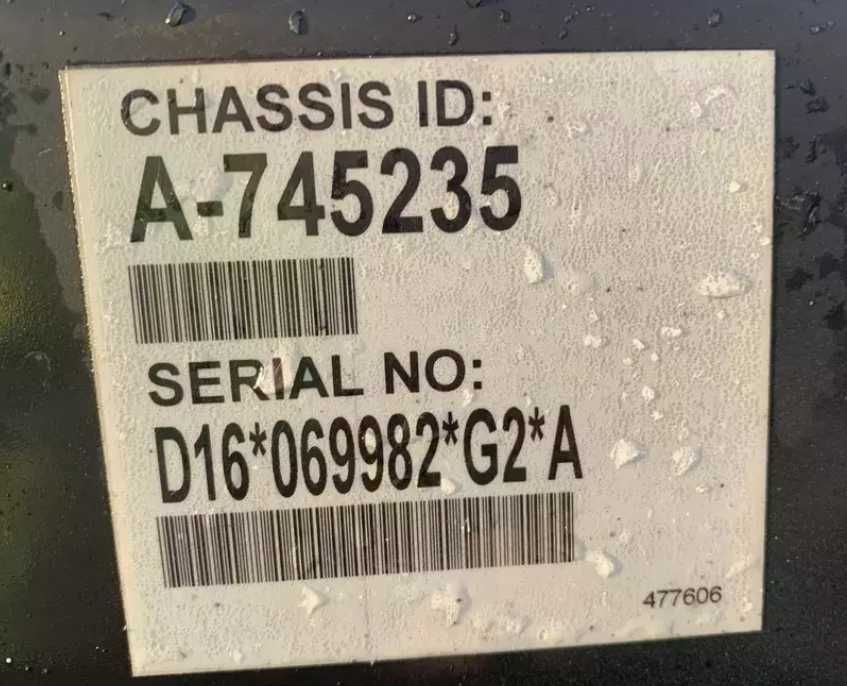 CHASSIS ID:
A-745235
SERIAL NO:
D16*069982*G2*A
477606